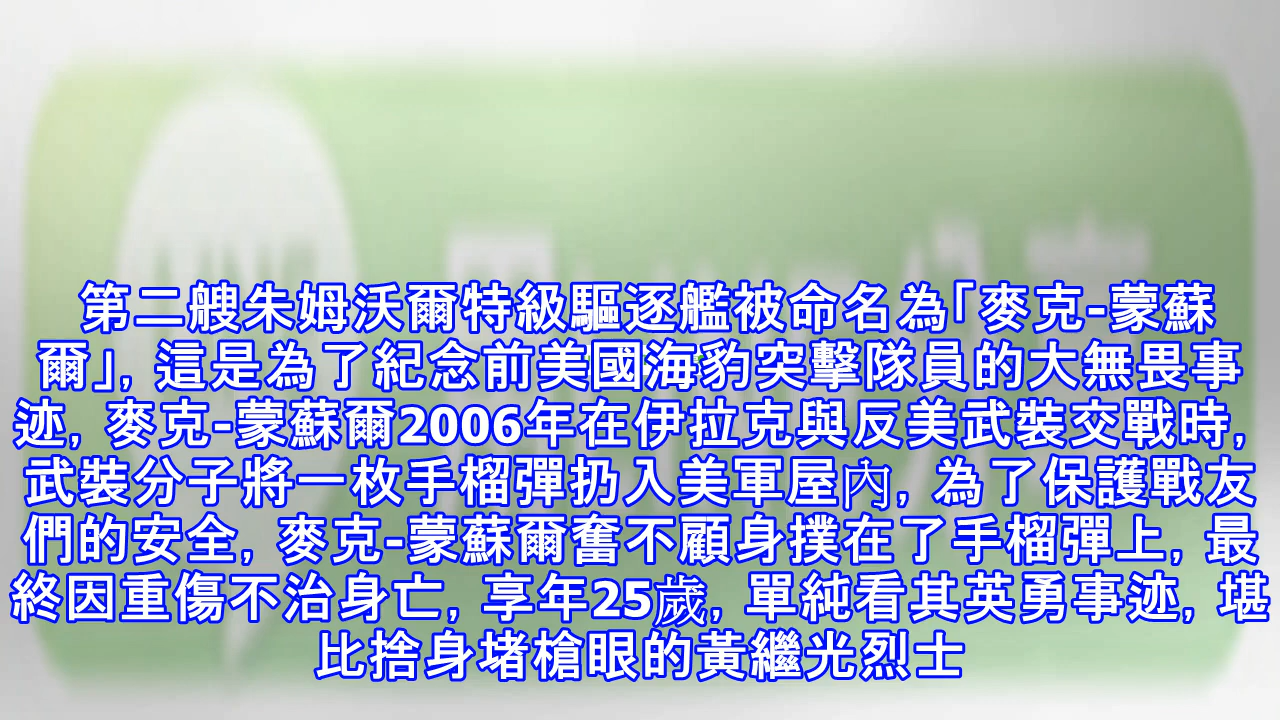 第二艘朱姆沃爾特級驅逐艦被命名為「麥克-蒙蘇
爾」, 這是為了紀念前美國海豹突擊隊員的大無畏事
迹, 麥克-蒙蘇爾2006年在伊拉克與反美武裝交戰時,
武裝分子將一枚手榴彈扔入美軍屋內, 為了保護戰友
們的安全, 麥克-蒙蘇爾奮不顧身撲在了手榴彈上, 最
終因重傷不治身亡, 享年25歲, 單純看其英勇事迹, 堪
比捨身堵槍眼的黃繼光烈士